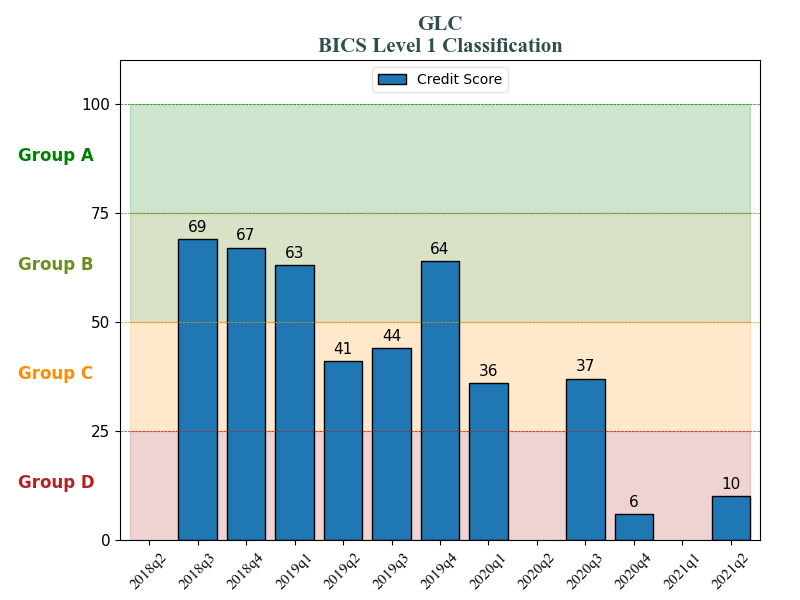 GLC
BICS Level 1 Classification
Credit Score
100
Group A
75
69
67
63
64
Group B
50
41
44
36
37
Group C
25
Group D
6
10
0
2018q2
2018q3
2018q4
2019q1
2019q2
2019q3
2019q4
2020q1
2020q2
2020q3
2020q4
2021q1
2021q2